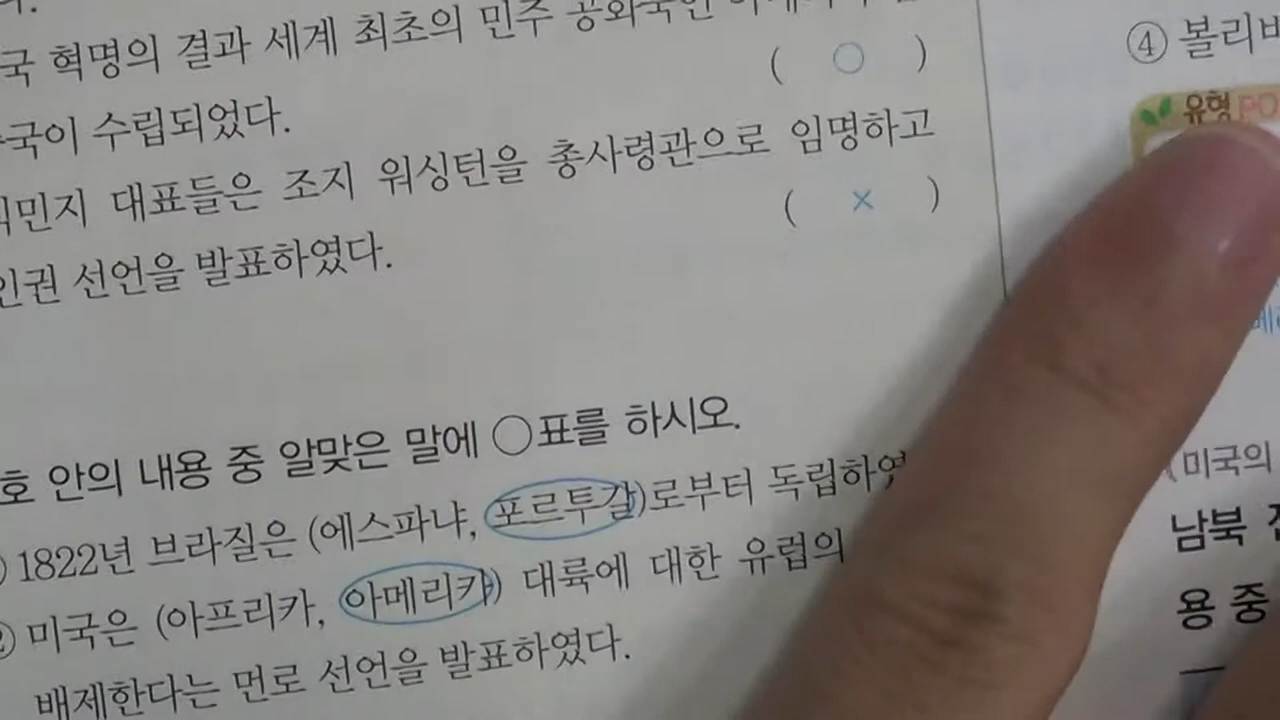 국 혁명의 결과 세계 최초의 민주 공화국인
국이 수립되었다. ( ○ )
민지 대표들은 조지 워싱턴을 총사령관으로 임명하고
인권 선언을 발표하였다. ( × )
호 안의 내용 중 알맞은 말에 ○표를 하시오.
1822년 브라질은 (에스파냐, 포르투갈)로부터 독립하였
② 미국은 (아프리카, 아메리카) 대륙에 대한 유럽의
배제한다는 먼로 선언을 발표하였다.
④ 볼리바
유형 PO
(미국의
남북 전
용 중